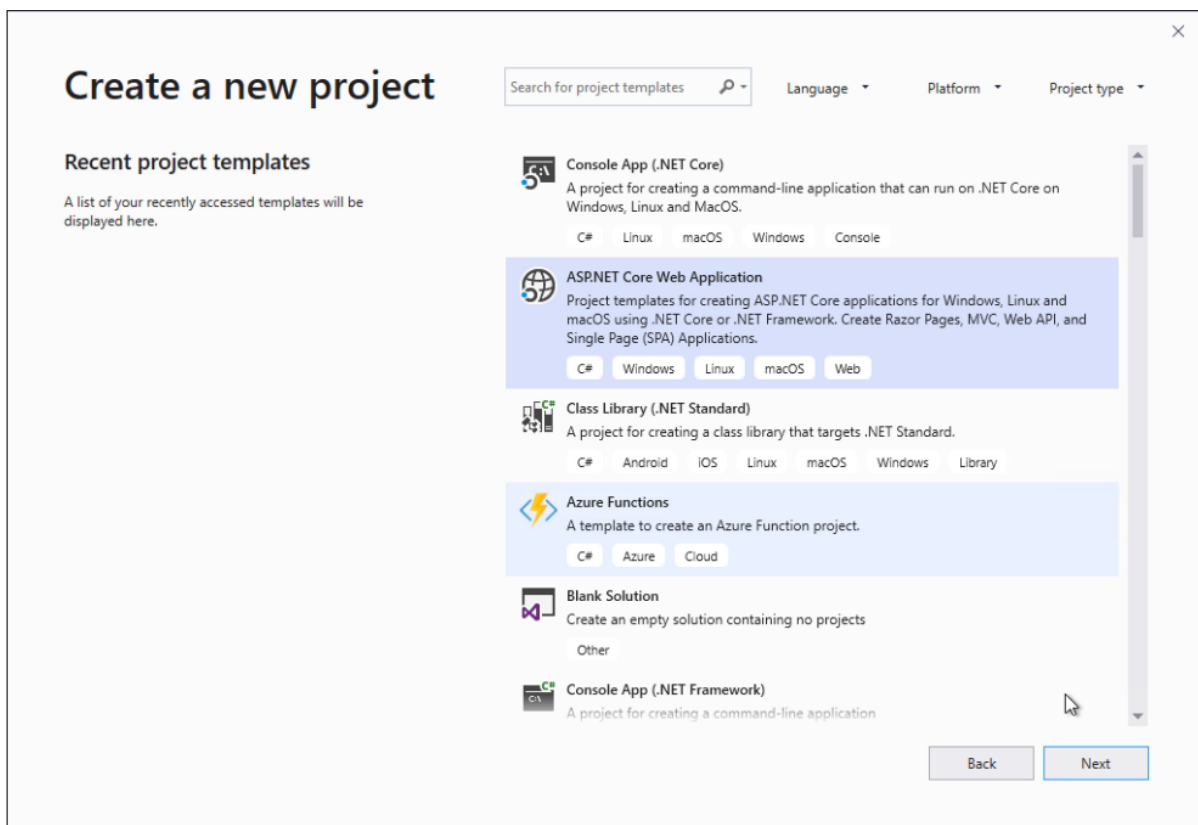 Create a new project
Search for project templates
Language
Platform
Project type
Recent project templates
A list of your recently accessed templates will be
displayed here.
Console App (.NET Core)
A project for creating a command-line application that can run on .NET Core on
Windows, Linux and MacOS.
C# Linux macOS Windows Console
ASP.NET Core Web Application
Project templates for creating ASP.NET Core applications for Windows, Linux and
macOS using .NET Core or .NET Framework. Create Razor Pages, MVC, Web API, and
Single Page (SPA) Applications.
C# Windows Linux macOS Web
C#
Class Library (.NET Standard)
A project for creating a class library that targets .NET Standard.
C# Android iOS Linux macOS Windows Library
Azure Functions
A template to create an Azure Function project.
C# Azure Cloud
Blank Solution
Create an empty solution containing no projects
Other
C#
C:\
Console App (.NET Framework)
A project for creating a command-line application
Back
Next